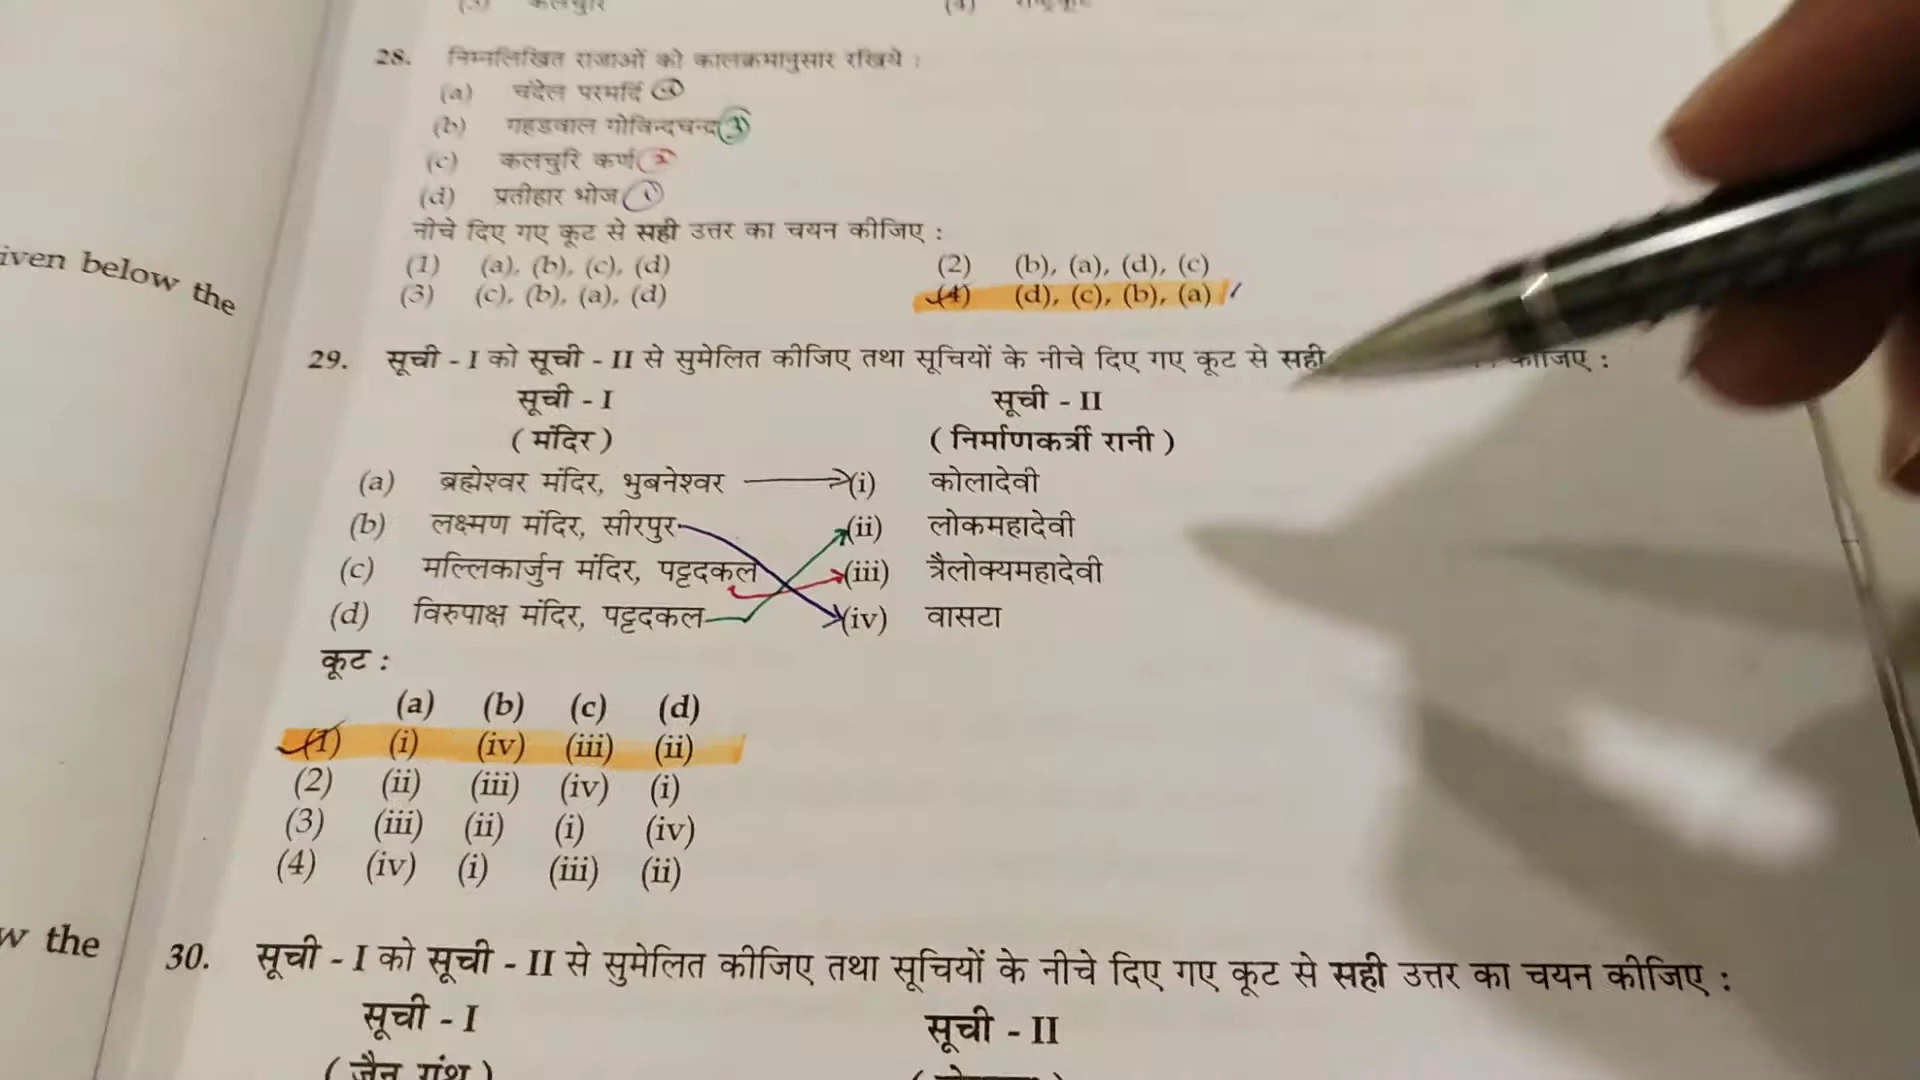 28. निम्नलिखित राजाओं को कालक्रमानुसार रखिये :
(a) चंदेल परमर्दि
(b) गहडवाल गोविन्दचन्द्र 3
(c) कलचुरि कर्ण 2
(d) प्रतीहार भोज 1
नीचे दिए गए कूट से सही उत्तर का चयन कीजिए :
(1) (a), (b), (c), (d) (2) (b), (a), (d), (c)
(3) (c), (b), (a), (d) (4) (d), (c), (b), (a)
iven below the
29. सूची - I को सूची - II से सुमेलित कीजिए तथा सूचियों के नीचे दिए गए कूट से सही कीजिए :
सूची - I सूची - II
( मंदिर ) ( निर्माणकर्त्री रानी )
(a) ब्रह्मेश्वर मंदिर, भुबनेश्वर (i) कोलादेवी
(b) लक्ष्मण मंदिर, सीरपुर (ii) लोकमहादेवी
(c) मल्लिकार्जुन मंदिर, पट्टदकल (iii) त्रैलोक्यमहादेवी
(d) विरुपाक्ष मंदिर, पट्टदकल (iv) वासटा
कूट :
(a) (b) (c) (d)
(1) (i) (iv) (iii) (ii)
(2) (ii) (iii) (iv) (i)
(3) (iii) (ii) (i) (iv)
(4) (iv) (i) (iii) (ii)
w the
30. सूची - I को सूची - II से सुमेलित कीजिए तथा सूचियों के नीचे दिए गए कूट से सही उत्तर का चयन कीजिए :
सूची - I सूची - II
( जैन ग्रंथ )